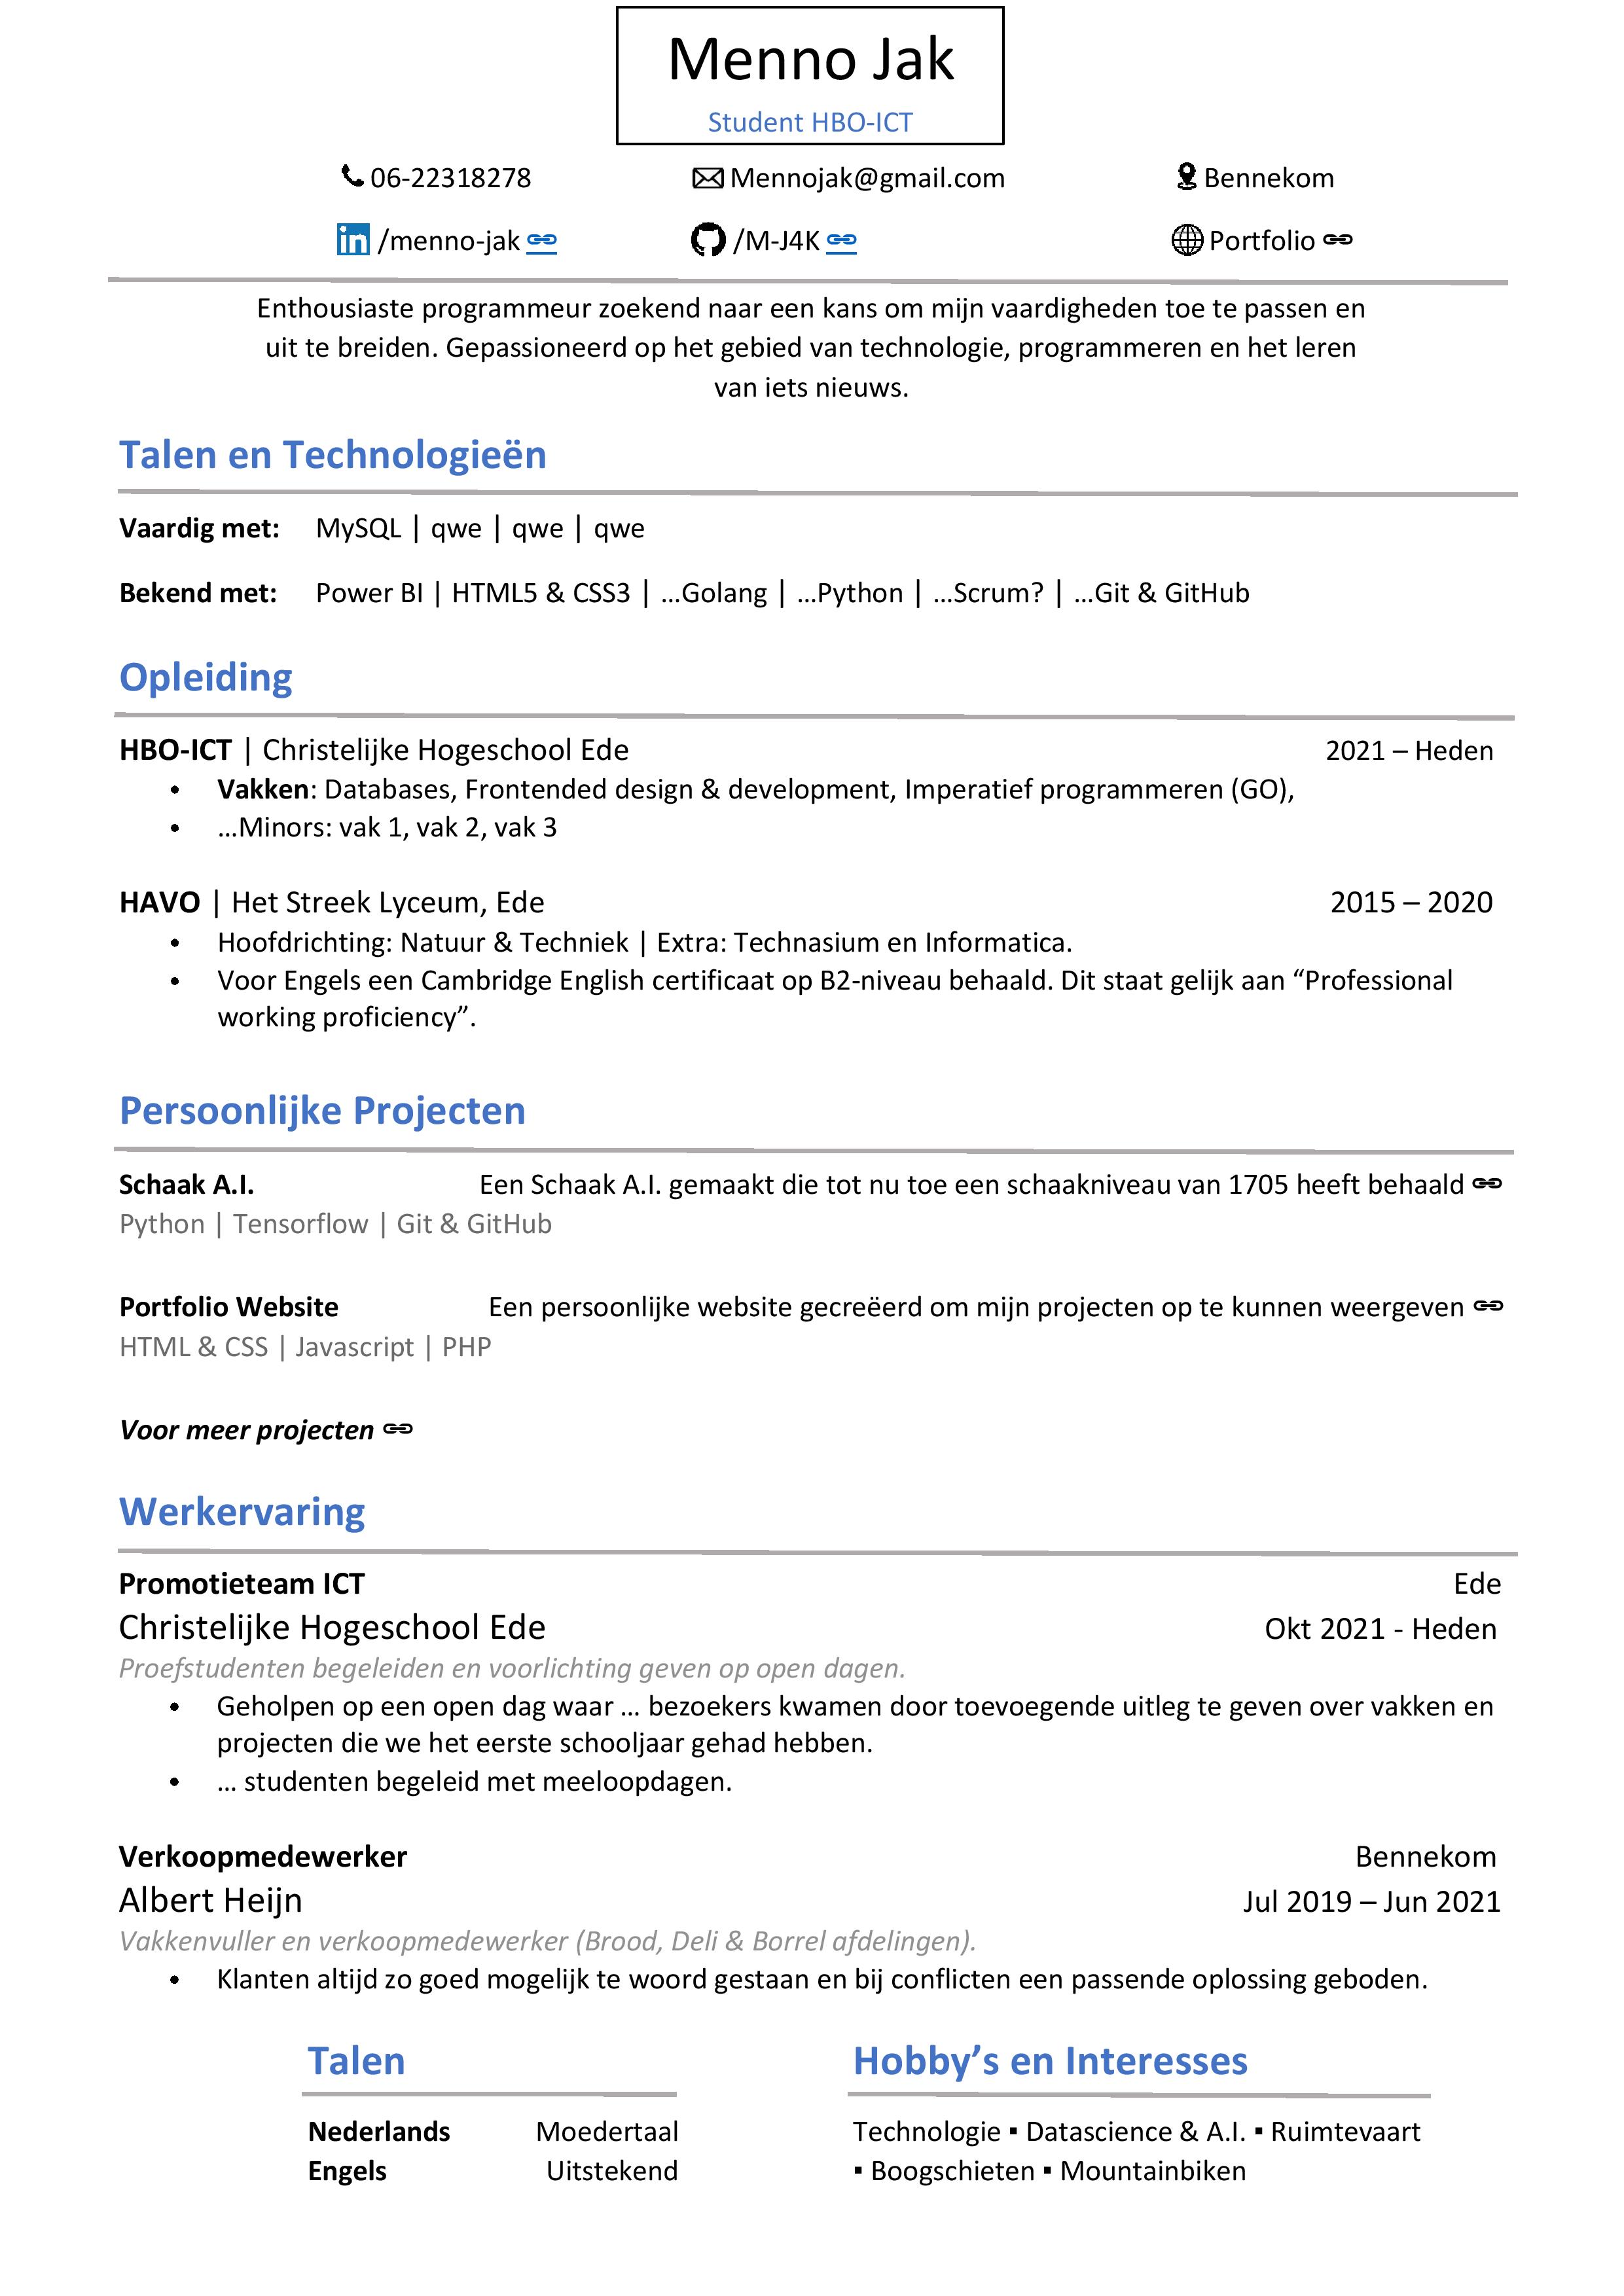 Menno Jak
Student HBO-ICT
06-22318278 Mennojak@gmail.com Bennekom
/menno-jak /M-J4K Portfolio
Enthousiaste programmeur zoekend naar een kans om mijn vaardigheden toe te passen en
uit te breiden. Gepassioneerd op het gebied van technologie, programmeren en het leren
van iets nieuws.
Talen en Technologieën
Vaardig met: MySQL | qwe | qwe | qwe
Bekend met: Power BI | HTML5 & CSS3 | …Golang | …Python | …Scrum? | …Git & GitHub
Opleiding
HBO-ICT | Christelijke Hogeschool Ede 2021 – Heden
• Vakken: Databases, Frontended design & development, Imperatief programmeren (GO),
• …Minors: vak 1, vak 2, vak 3
HAVO | Het Streek Lyceum, Ede 2015 – 2020
• Hoofdrichting: Natuur & Techniek | Extra: Technasium en Informatica.
• Voor Engels een Cambridge English certificaat op B2-niveau behaald. Dit staat gelijk aan “Professional
working proficiency”.
Persoonlijke Projecten
Schaak A.I. Een Schaak A.I. gemaakt die tot nu toe een schaakniveau van 1705 heeft behaald
Python | Tensorflow | Git & GitHub
Portfolio Website Een persoonlijke website gecreëerd om mijn projecten op te kunnen weergeven
HTML & CSS | Javascript | PHP
Voor meer projecten
Werkervaring
Promotieteam ICT Ede
Christelijke Hogeschool Ede Okt 2021 - Heden
Proefstudenten begeleiden en voorlichting geven op open dagen.
• Geholpen op een open dag waar … bezoekers kwamen door toevoegende uitleg te geven over vakken en
projecten die we het eerste schooljaar gehad hebben.
• … studenten begeleid met meeloopdagen.
Verkoopmedewerker Bennekom
Albert Heijn Jul 2019 – Jun 2021
Vakkenvuller en verkoopmedewerker (Brood, Deli & Borrel afdelingen).
• Klanten altijd zo goed mogelijk te woord gestaan en bij conflicten een passende oplossing geboden.
Talen
Nederlands Moedertaal
Engels Uitstekend
Hobby’s en Interesses
Technologie ▪ Datascience & A.I. ▪ Ruimtevaart
▪ Boogschieten ▪ Mountainbiken